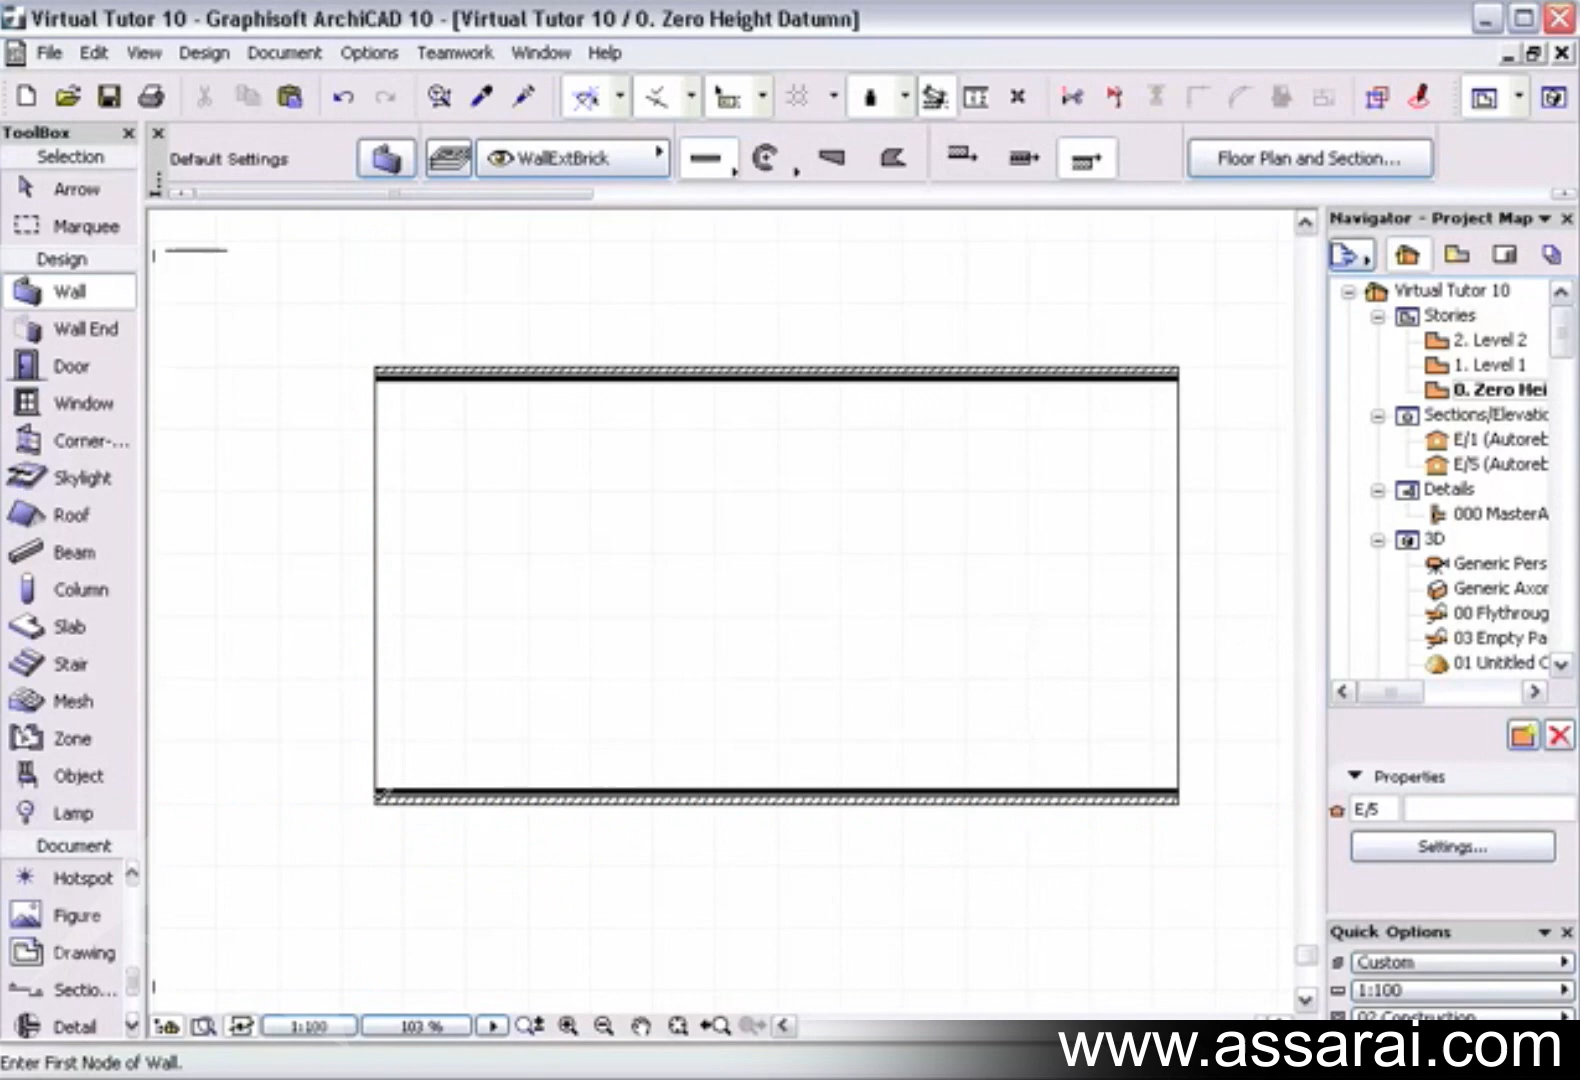 Virtual Tutor 10 - Graphisoft ArchiCAD 10 - [Virtual Tutor 10 / 0. Zero Height Datumn]
File Edit View Design Document Options Teamwork Window Help
ToolBox
Selection
Arrow
Marquee
Design
Wall
Wall End
Door
Window
Corner-...
Skylight
Roof
Beam
Column
Slab
Stair
Mesh
Zone
Object
Lamp
Document
Hotspot
Figure
Drawing
Sectio...
Detail
Default Settings
WallExtBrick
Floor Plan and Section...
Navigator - Project Map
Virtual Tutor 10
Stories
2. Level 2
1. Level 1
0. Zero Hei
Sections/Elevatic
E/1 (Autoreb
E/5 (Autoreb
Details
000 MasterA
3D
Generic Pers
Generic Axor
00 Flythroug
03 Empty Pa
01 Untitled C
Properties
E/5
Settings...
Quick Options
Custom
1:100
02 Construction
1:100
103 %
Enter First Node of Wall.
www.assarai.com